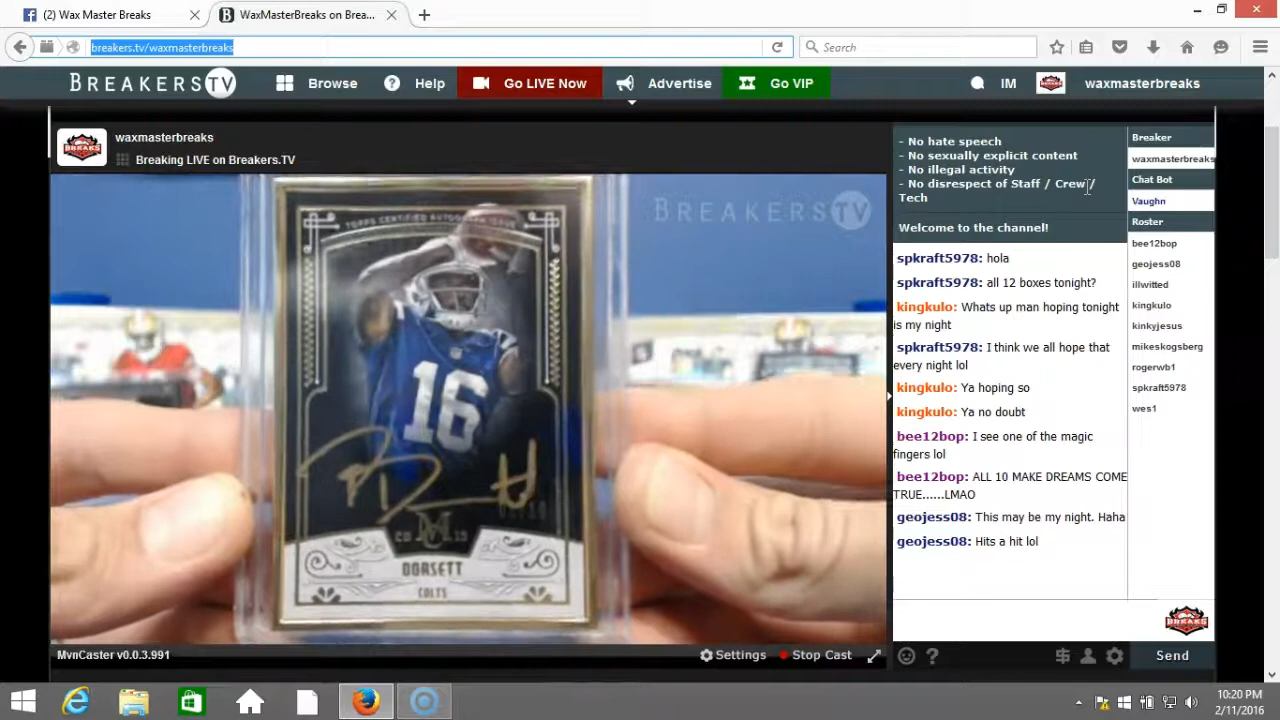 (2) Wax Master Breaks
WaxMasterBreaks on Brea...
breakers.tv/waxmasterbreaks
Search
BREAKERS TV
Browse
Help
Go LIVE Now
Advertise
Go VIP
IM
waxmasterbreaks
waxmasterbreaks
Breaking LIVE on Breakers.TV
BREAKERS TV
TOPPS CERTIFIED AUTOGRAPH ISSUE
16
DORSETT
COLTS
MvnCaster v0.0.3.991
Settings
Stop Cast
- No hate speech
- No sexually explicit content
- No illegal activity
- No disrespect of Staff / Crew /
Tech
Welcome to the channel!
spkraft5978: hola
spkraft5978: all 12 boxes tonight?
kingkulo: Whats up man hoping tonight
is my night
spkraft5978: I think we all hope that
every night lol
kingkulo: Ya hoping so
kingkulo: Ya no doubt
bee12bop: I see one of the magic
fingers lol
bee12bop: ALL 10 MAKE DREAMS COME
TRUE......LMAO
geojess08: This may be my night. Haha
geojess08: Hits a hit lol
BREAKS
Send
Breaker
waxmasterbreaks
Chat Bot
Vaughn
Roster
bee12bop
geojess08
illwitted
kingkulo
kinkyjesus
mikeskogsberg
rogerwb1
spkraft5978
wes1
10:20 PM
2/11/2016